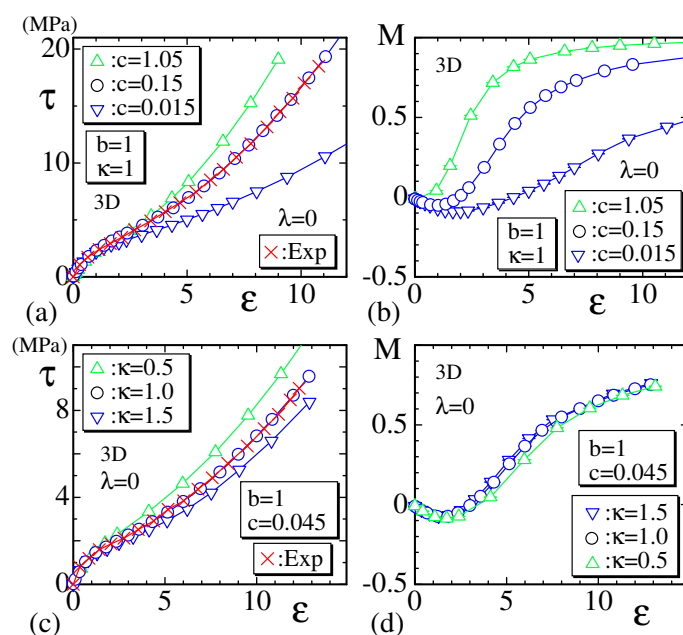 (MPa)
20
τ
10
0
△:c=1.05
○:c=0.15
▽:c=0.015
b=1
κ=1
3D
λ=0
×:Exp
0
5
10
(a)
ε
M
3D
0.5
0
-0.5
λ=0
b=1
κ=1
△:c=1.05
○:c=0.15
▽:c=0.015
0
5
10
(b)
ε
(MPa)
τ
8
4
0
△:κ=0.5
○:κ=1.0
▽:κ=1.5
3D
λ=0
b=1
c=0.045
×:Exp
0
5
10
(c)
ε
M
3D
λ=0
0.5
0
-0.5
b=1
c=0.045
▽:κ=1.5
○:κ=1.0
△:κ=0.5
0
5
10
(d)
ε